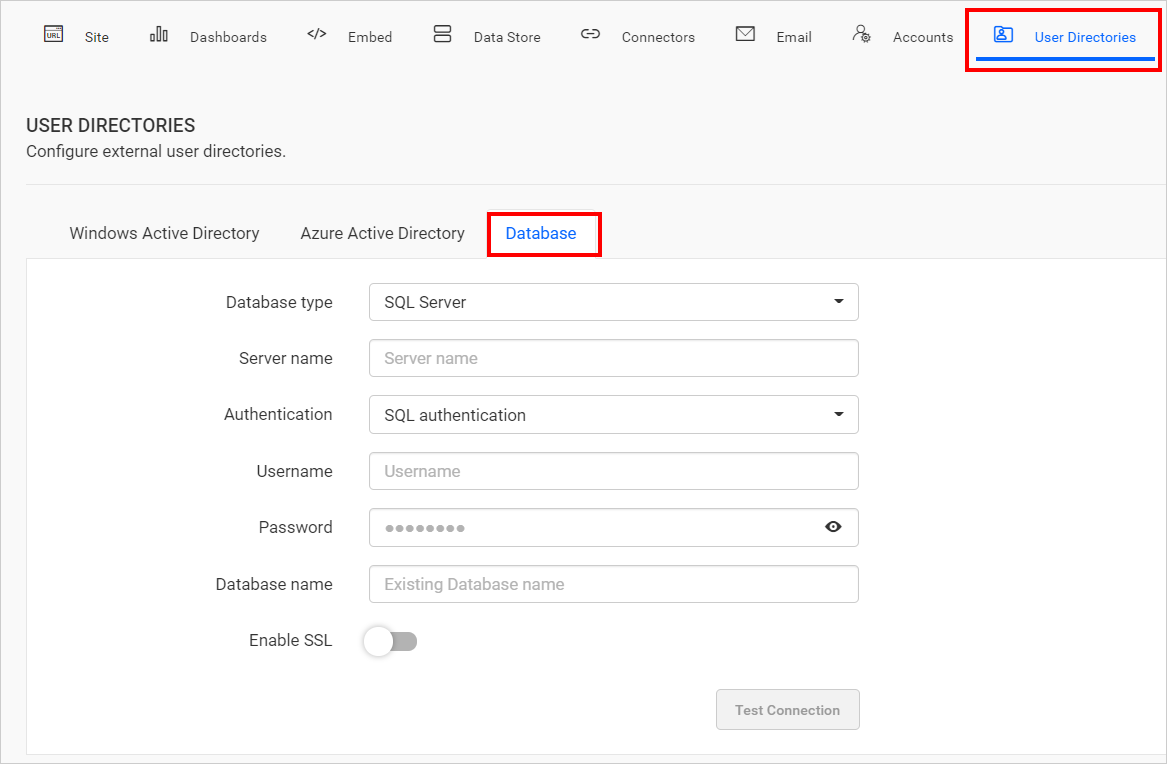 URL Site Dashboards </> Embed Data Store Connectors Email Accounts User Directories
USER DIRECTORIES
Configure external user directories.
Windows Active Directory Azure Active Directory Database
Database type SQL Server
Server name Server name
Authentication SQL authentication
Username Username
Password ●●●●●●●●
Database name Existing Database name
Enable SSL
Test Connection